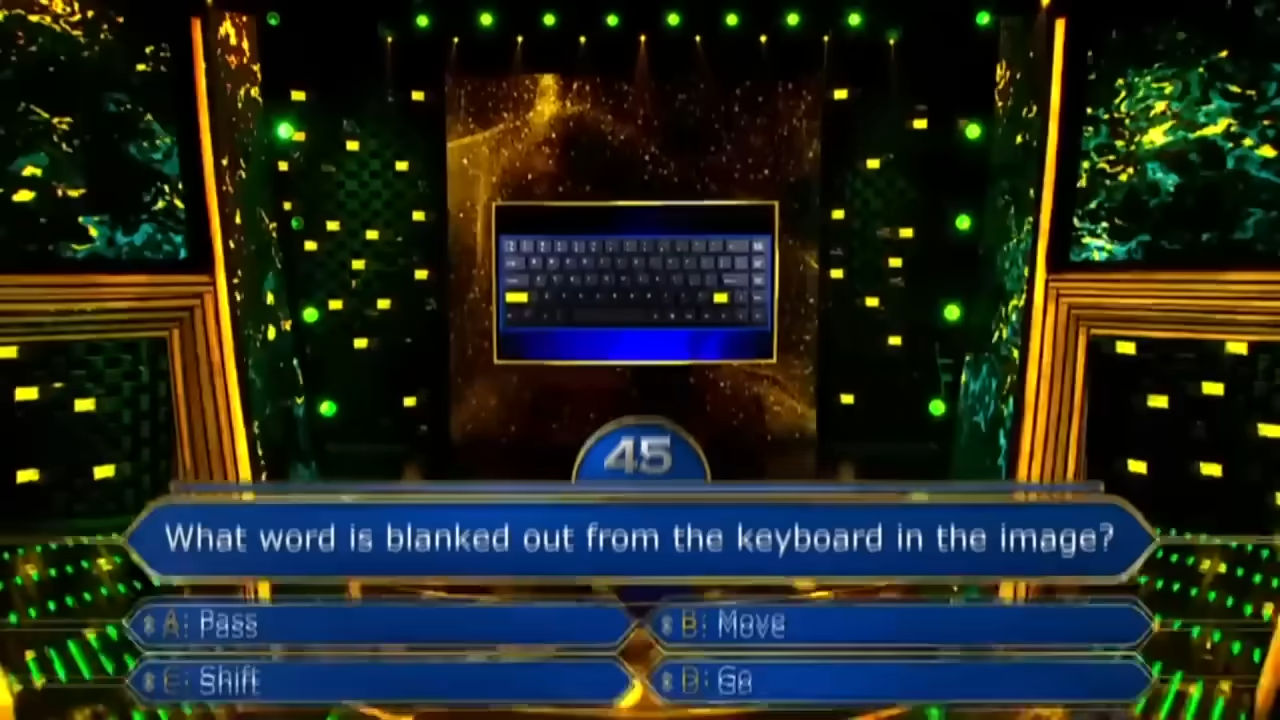 45
What word is blanked out from the keyboard in the image?
A: Pass
B: Move
C: Shift
D: Go